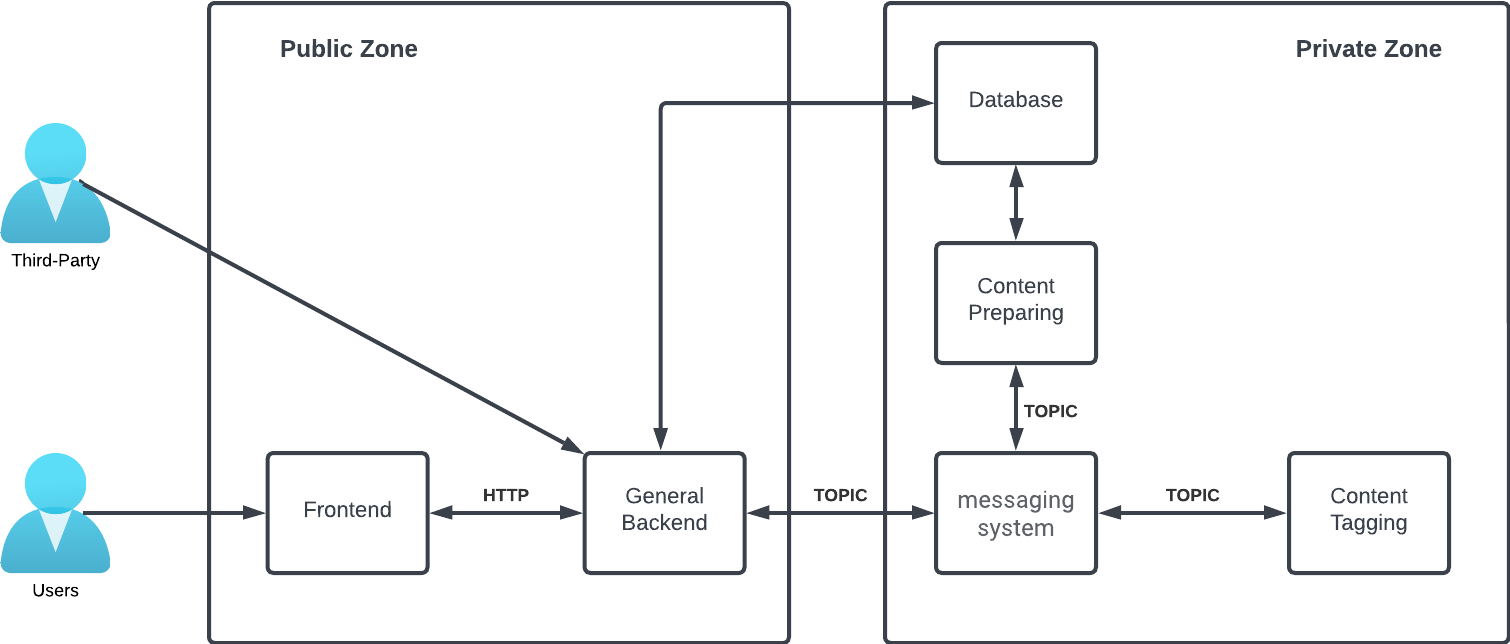 Public Zone
Private Zone
Database
Third-Party
Content
Preparing
TOPIC
Users
Frontend
HTTP
General
Backend
TOPIC
messaging
system
TOPIC
Content
Tagging